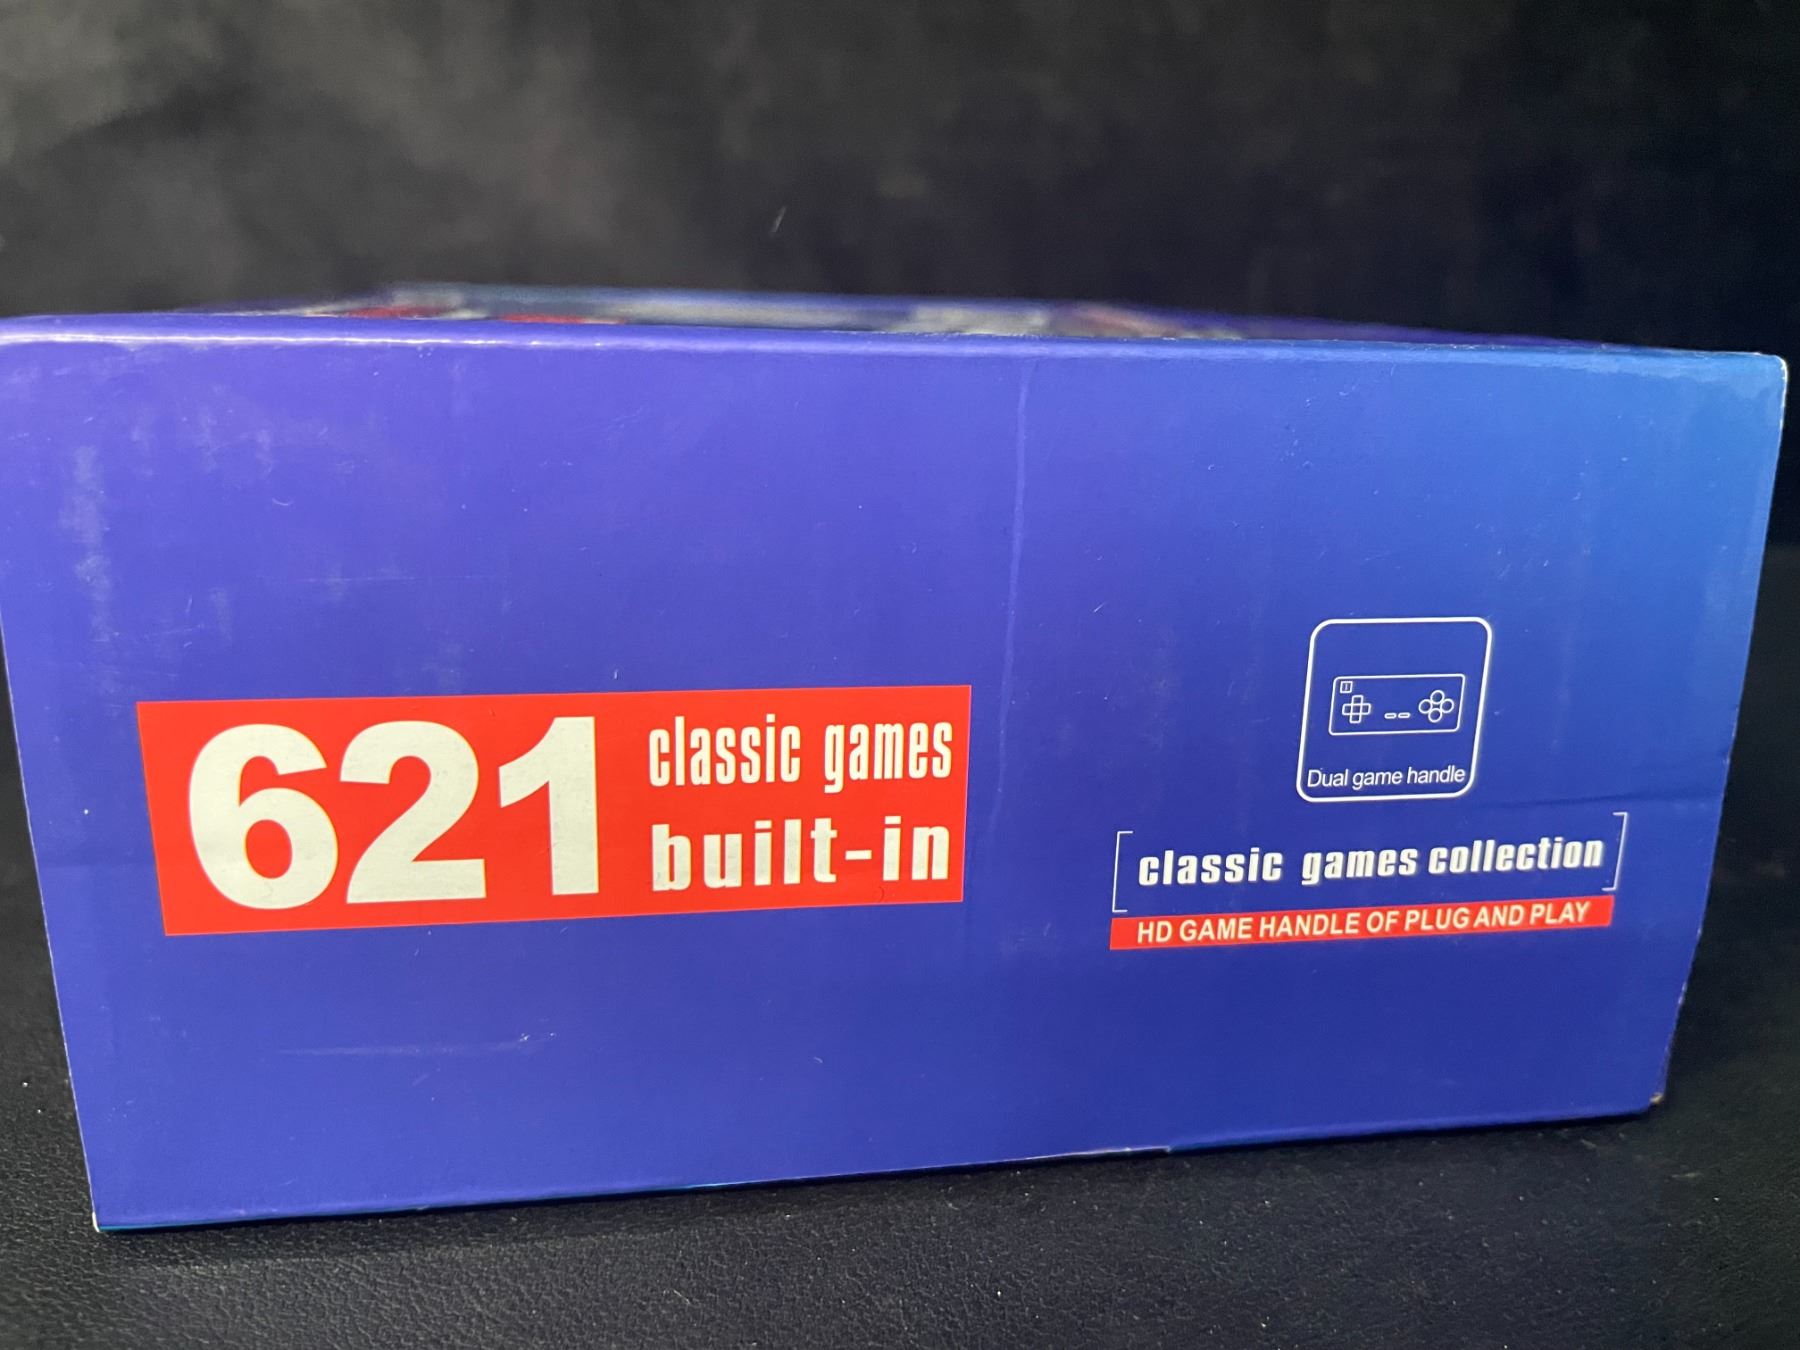 621
classic games
built-in
Dual game handle
classic games collection
HD GAME HANDLE OF PLUG AND PLAY